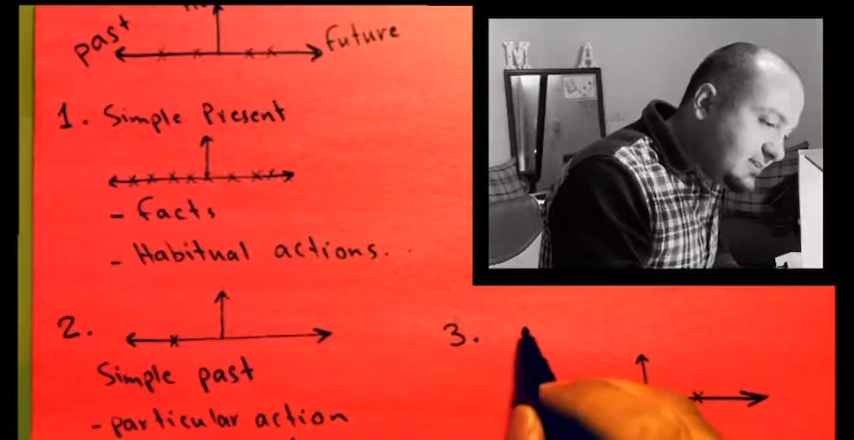 past
future
1. Simple Present
- Facts
- Habitual actions...
2.
Simple past
- particular action
3.
M A